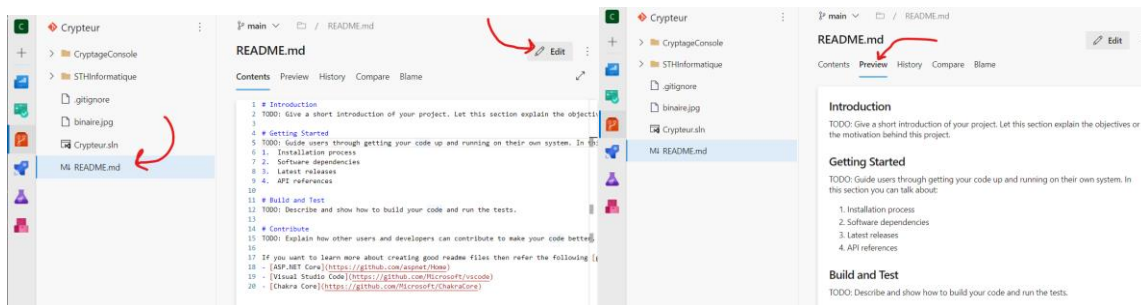 C
Crypteur
CryptageConsole
STHInformatique
.gitignore
binaire.jpg
Crypteur.sln
M↓ README.md
main / README.md
README.md
Edit
Contents Preview History Compare Blame
1 # Introduction
2 TODO: Give a short introduction of your project. Let this section explain the objecti
3
4 # Getting Started
5 TODO: Guide users through getting your code up and running on their own system. In thi
6 1. Installation process
7 2. Software dependencies
8 3. Latest releases
9 4. API references
10
11 # Build and Test
12 TODO: Describe and show how to build your code and run the tests.
13
14 # Contribute
15 TODO: Explain how other users and developers can contribute to make your code better.
16
17 If you want to learn more about creating good readme files then refer the following
18 - [ASP.NET Core](https://github.com/aspnet/Home)
19 - [Visual Studio Code](https://github.com/Microsoft/vscode)
20 - [Chakra Core](https://github.com/Microsoft/ChakraCore)
C
Crypteur
CryptageConsole
STHInformatique
.gitignore
binaire.jpg
Crypteur.sln
M↓ README.md
main / README.md
README.md
Edit
Contents Preview History Compare Blame
Introduction
TODO: Give a short introduction of your project. Let this section explain the objectives or
the motivation behind this project.
Getting Started
TODO: Guide users through getting your code up and running on their own system. In
this section you can talk about:
1. Installation process
2. Software dependencies
3. Latest releases
4. API references
Build and Test
TODO: Describe and show how to build your code and run the tests.